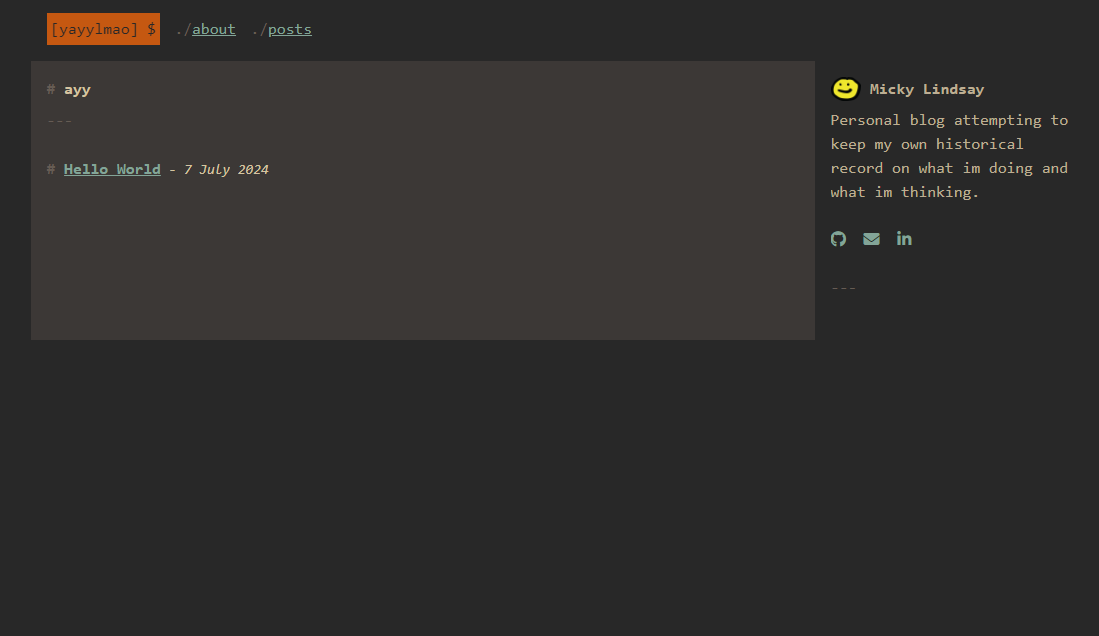 [yayylmao] $ ./about ./posts
# ayy
---
# Hello World - 7 July 2024
Micky Lindsay
Personal blog attempting to
keep my own historical
record on what im doing and
what im thinking.
in
---